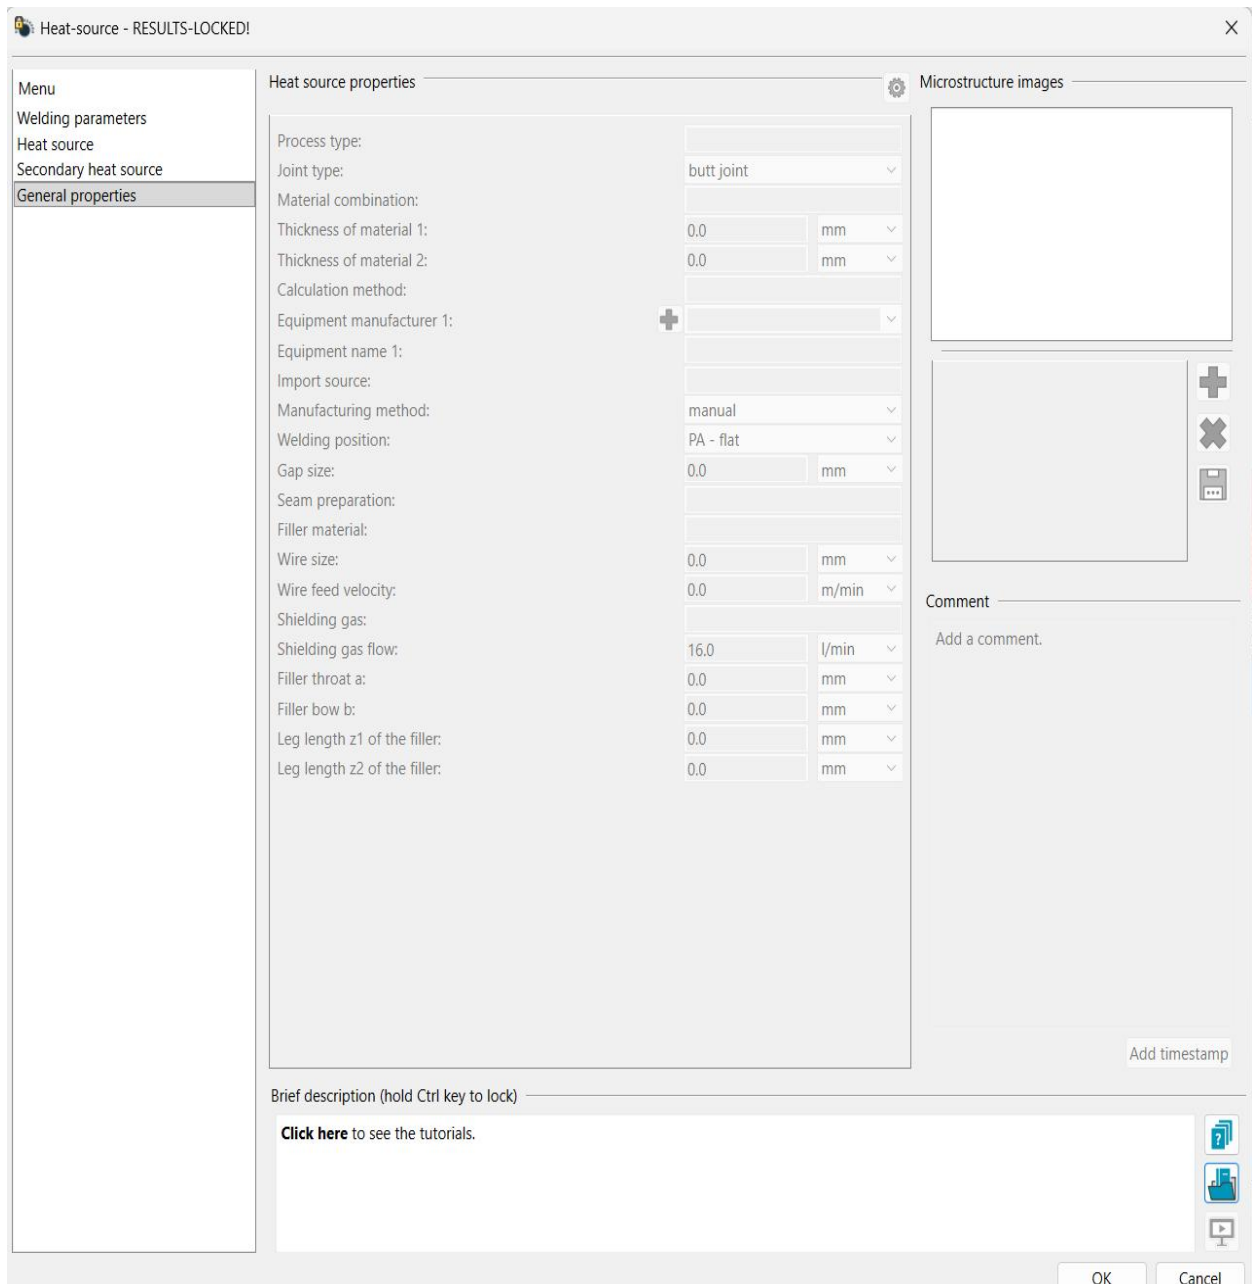 Heat-source - RESULTS-LOCKED!
Menu
Welding parameters
Heat source
Secondary heat source
General properties
Heat source properties
Process type:
Joint type: butt joint
Material combination:
Thickness of material 1: 0.0 mm
Thickness of material 2: 0.0 mm
Calculation method:
Equipment manufacturer 1:
Equipment name 1:
Import source:
Manufacturing method: manual
Welding position: PA - flat
Gap size: 0.0 mm
Seam preparation:
Filler material:
Wire size: 0.0 mm
Wire feed velocity: 0.0 m/min
Shielding gas:
Shielding gas flow: 16.0 l/min
Filler throat a: 0.0 mm
Filler bow b: 0.0 mm
Leg length z1 of the filler: 0.0 mm
Leg length z2 of the filler: 0.0 mm
Microstructure images
Comment
Add a comment.
Add timestamp
Brief description (hold Ctrl key to lock)
Click here to see the tutorials.
OK Cancel